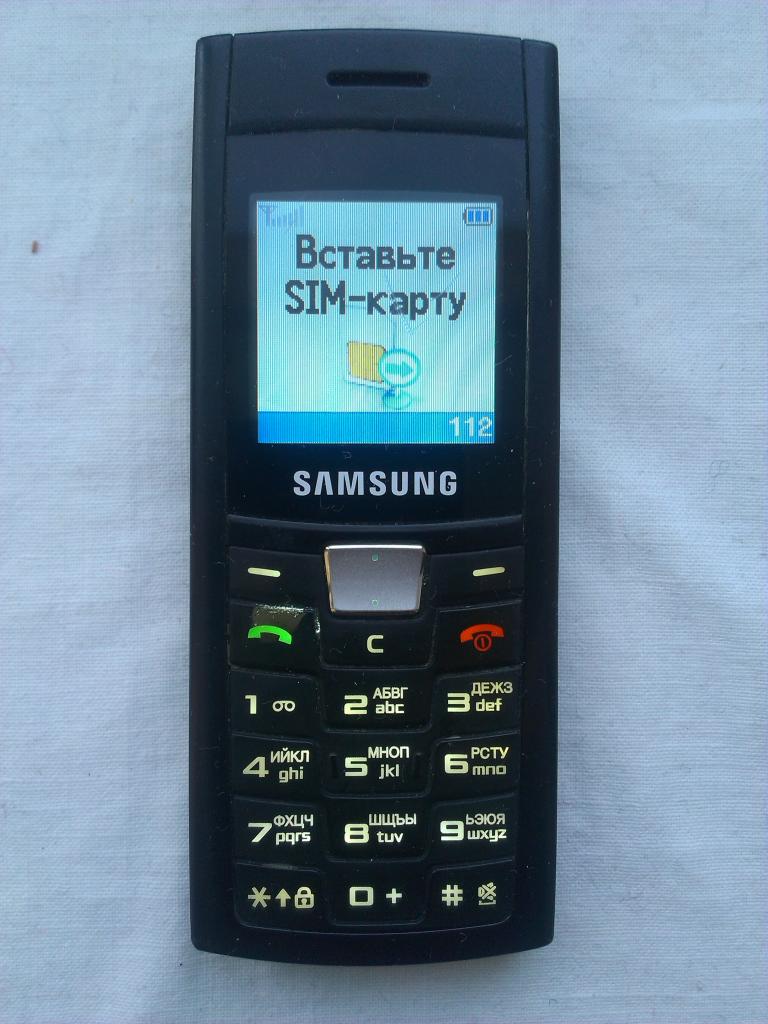 Вставьте
SIM-карту
112
SAMSUNG
C
1
2 АБВГ abc
3 ДЕЖЗ def
4 ИЙКЛ ghi
5 МНОП jkl
6 РСТУ mno
7 ФХЦЧ pqrs
8 ШЩЪЫ tuv
9 ЬЭЮЯ wxyz
* 0 + #